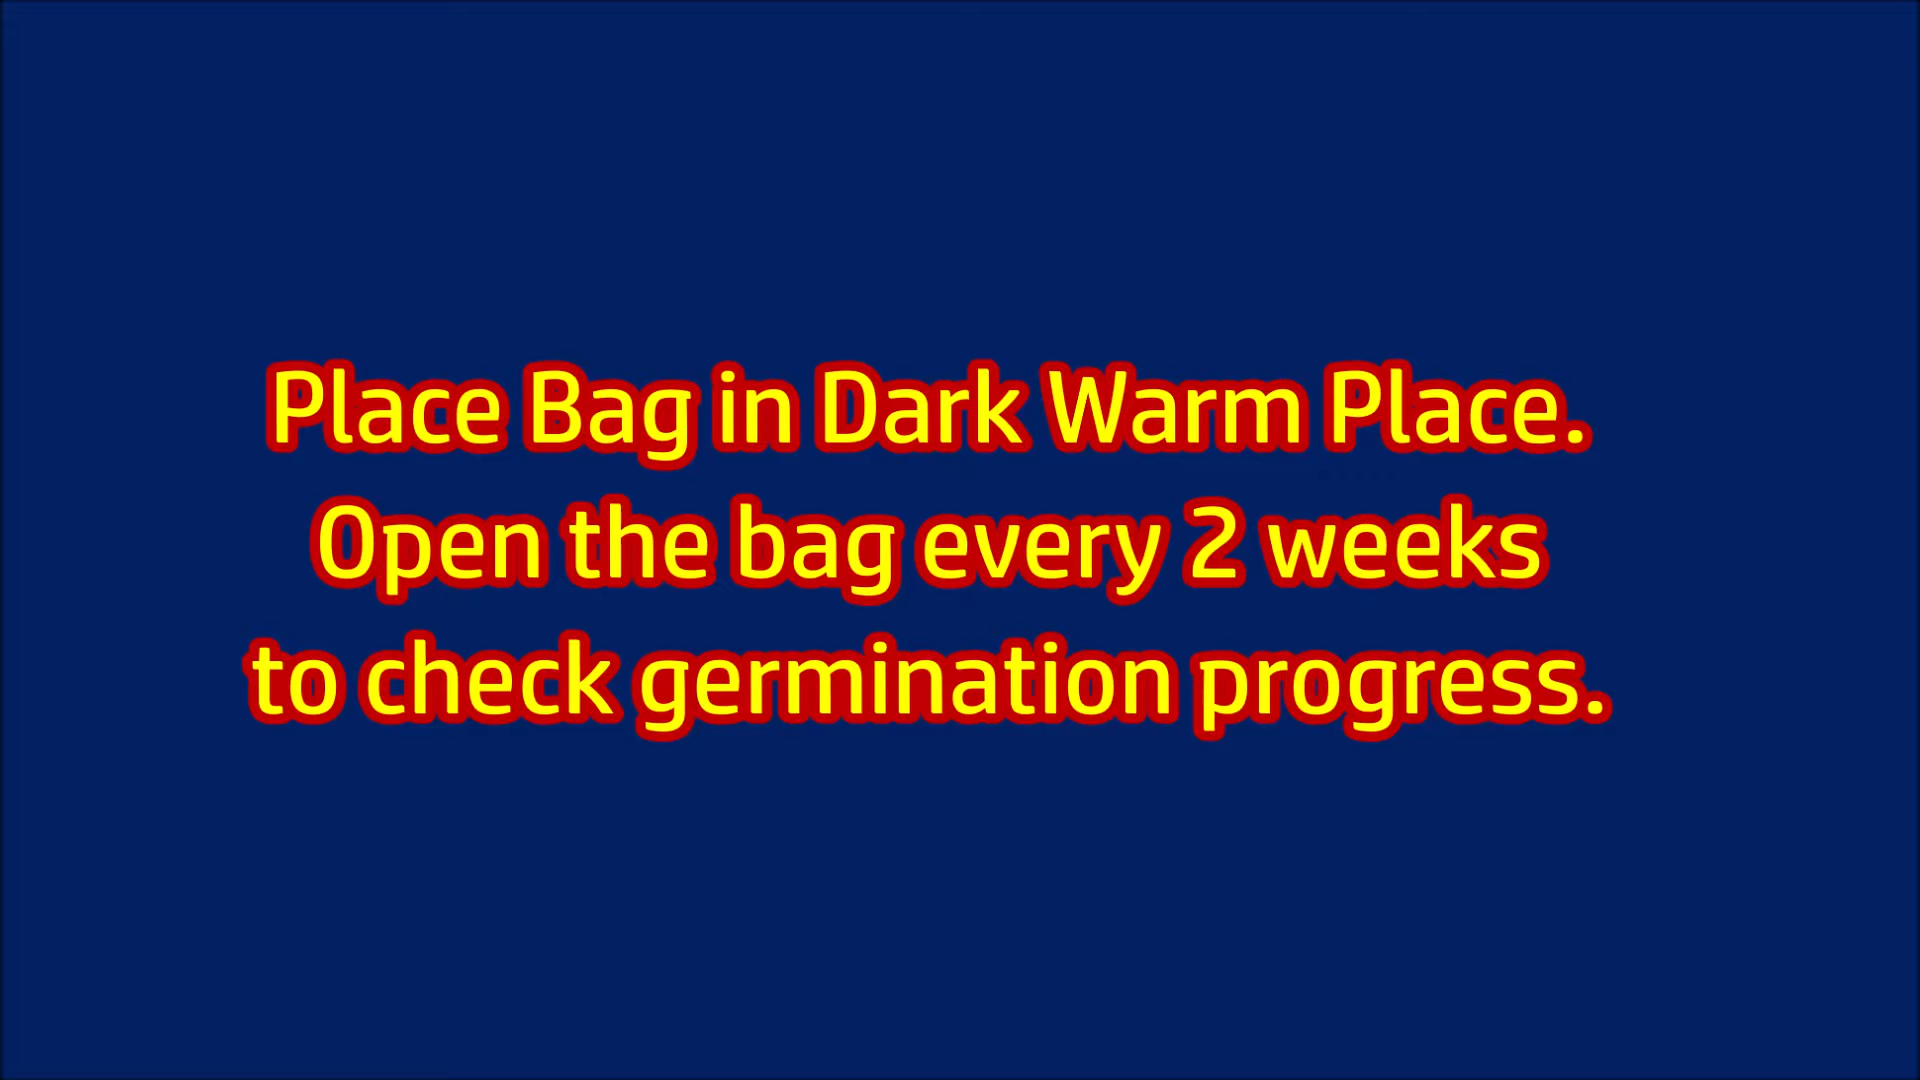 Place Bag in Dark Warm Place.
Open the bag every 2 weeks
to check germination progress.